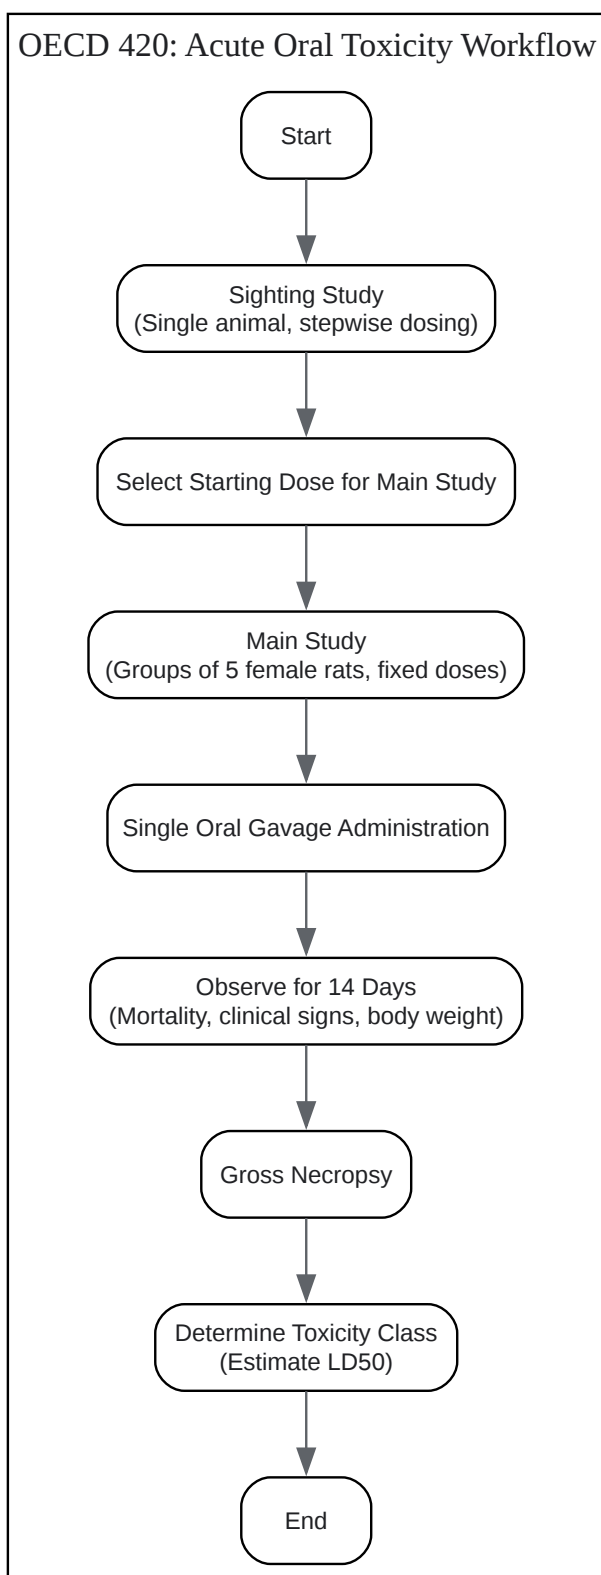 OECD 420: Acute Oral Toxicity Workflow
Start
Sighting Study
(Single animal, stepwise dosing)
Select Starting Dose for Main Study
Main Study
(Groups of 5 female rats, fixed doses)
Single Oral Gavage Administration
Observe for 14 Days
(Mortality, clinical signs, body weight)
Gross Necropsy
Determine Toxicity Class
(Estimate LD50)
End